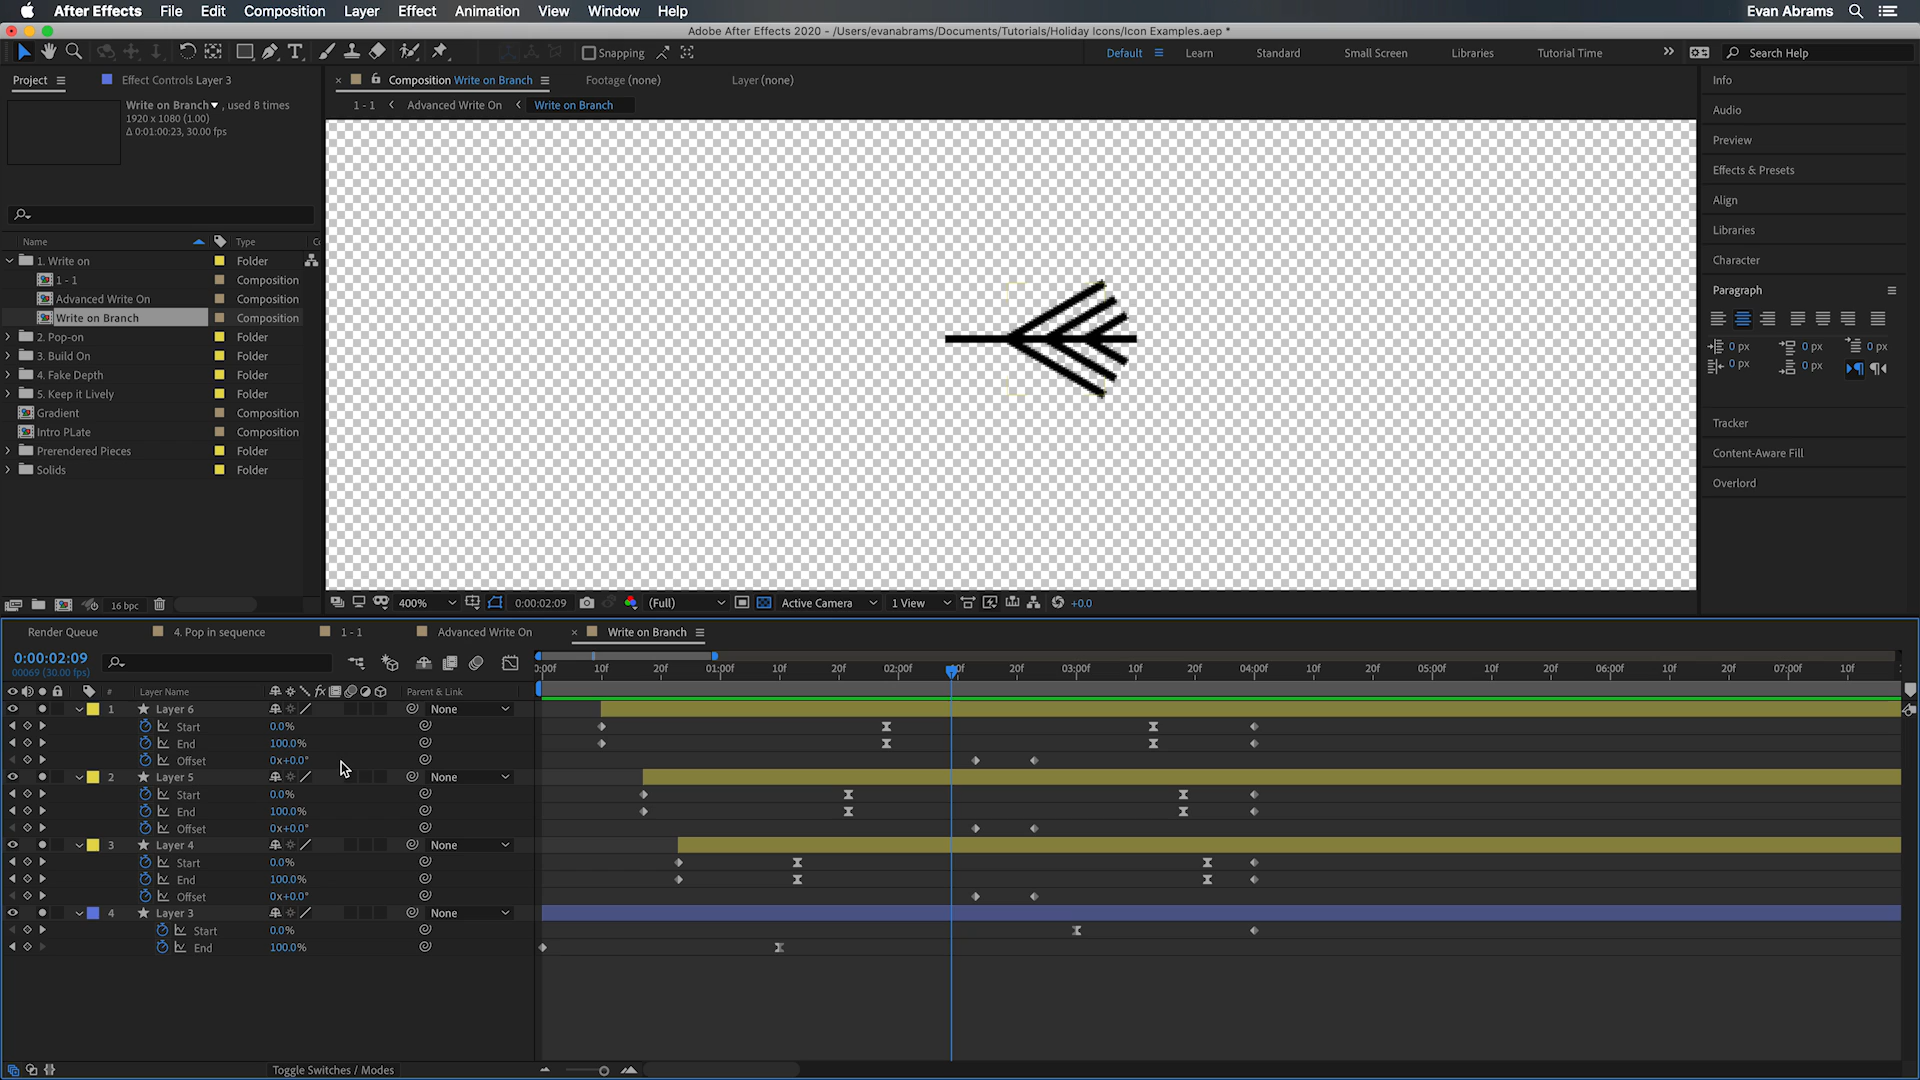 After Effects File Edit Composition Layer Effect Animation View Window Help Evan Abrams
Adobe After Effects 2020 - /Users/evanabrams/Documents/Tutorials/Holiday Icons/Icon Examples.aep *
Snapping Default Learn Standard Small Screen Libraries Tutorial Time Search Help
Project Effect Controls Layer 3 Composition Write on Branch Footage (none) Layer (none) Info
Write on Branch , used 8 times
1920 x 1080 (1.00)
Δ 0:01:00:23, 30.00 fps
1 - 1 Advanced Write On Write on Branch
Audio
Preview
Effects & Presets
Align
Libraries
Character
Paragraph
0 px 0 px 0 px
0 px 0 px
Tracker
Content-Aware Fill
Overlord
Name Type
1. Write on Folder
1 - 1 Composition
Advanced Write On Composition
Write on Branch Composition
2. Pop-on Folder
3. Build On Folder
4. Fake Depth Folder
5. Keep it Lively Folder
Gradient Composition
Intro PLate Composition
Prerendered Pieces Folder
Solids Folder
16 bpc 400% 0:00:02:09 (Full) Active Camera 1 View +0.0
Render Queue 4. Pop in sequence 1 - 1 Advanced Write On Write on Branch
0:00:02:09
00069 (30.00 fps)
0:00f 10f 20f 01:00f 10f 20f 02:00f 20f 03:00f 10f 20f 04:00f 10f 20f 05:00f 10f 20f 06:00f 10f 20f 07:00f 10f
# Layer Name fx Parent & Link
1 Layer 6 None
Start 0.0%
End 100.0%
Offset 0x+0.0°
2 Layer 5 None
Start 0.0%
End 100.0%
Offset 0x+0.0°
3 Layer 4 None
Start 0.0%
End 100.0%
Offset 0x+0.0°
4 Layer 3 None
Start 0.0%
End 100.0%
Toggle Switches / Modes